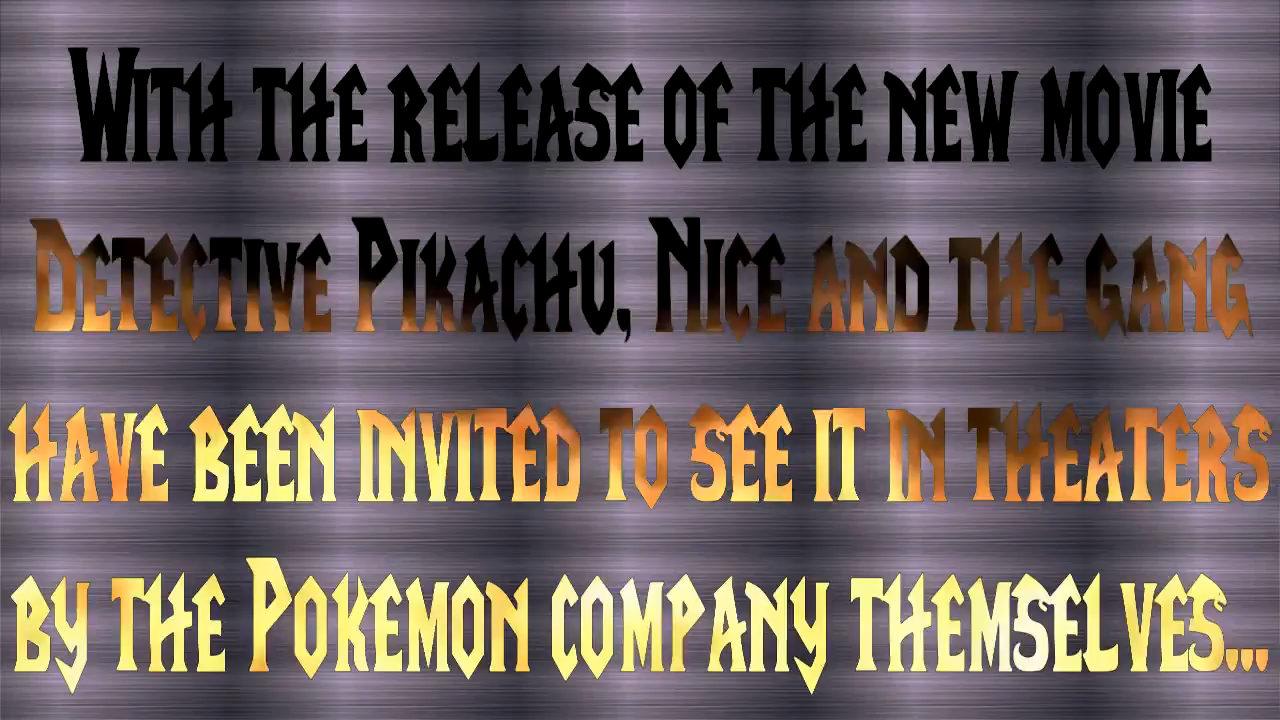 With the release of the new movie
Detective Pikachu, Nice and the gang
have been invited to see it in theaters
by the Pokemon company themselves...